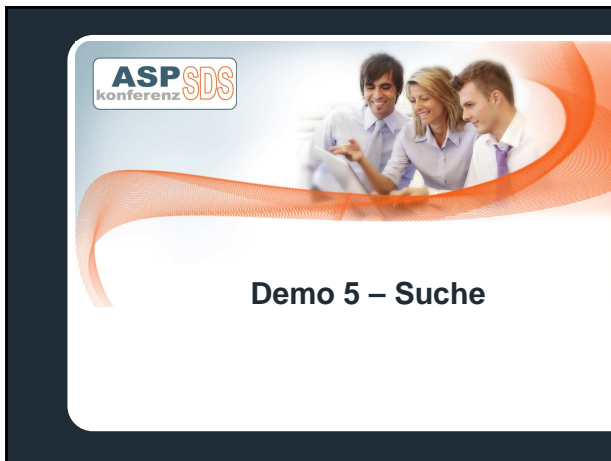 ASP SDS
konferenz
Demo 5 – Suche